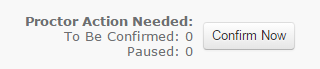 Proctor Action Needed:
To Be Confirmed: 0
Paused: 0
Confirm Now